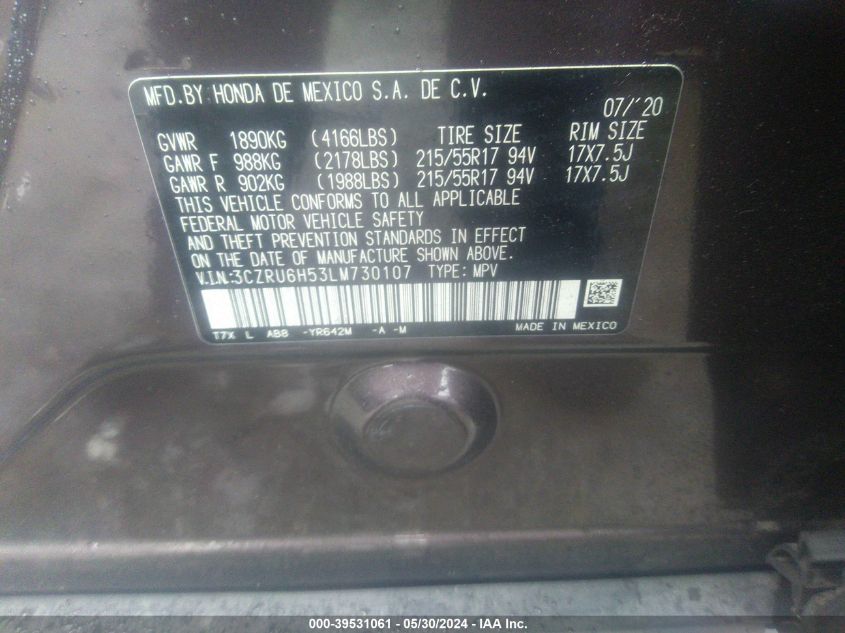 MFD.BY HONDA DE MEXICO S.A. DE C.V.
07/'20
GVWR 1890KG (4166LBS) TIRE SIZE RIM SIZE
GAWR F 988KG (2178LBS) 215/55R17 94V 17X7.5J
GAWR R 902KG (1988LBS) 215/55R17 94V 17X7.5J
THIS VEHICLE CONFORMS TO ALL APPLICABLE
FEDERAL MOTOR VEHICLE SAFETY
AND THEFT PREVENTION STANDARDS IN EFFECT
ON THE DATE OF MANUFACTURE SHOWN ABOVE.
V.I.N:3CZRU6H53LM730107 TYPE: MPV
T7X L ABB -YR642M -A -M MADE IN MEXICO
000-39531061 / 05/30/2024 - IAA Inc.